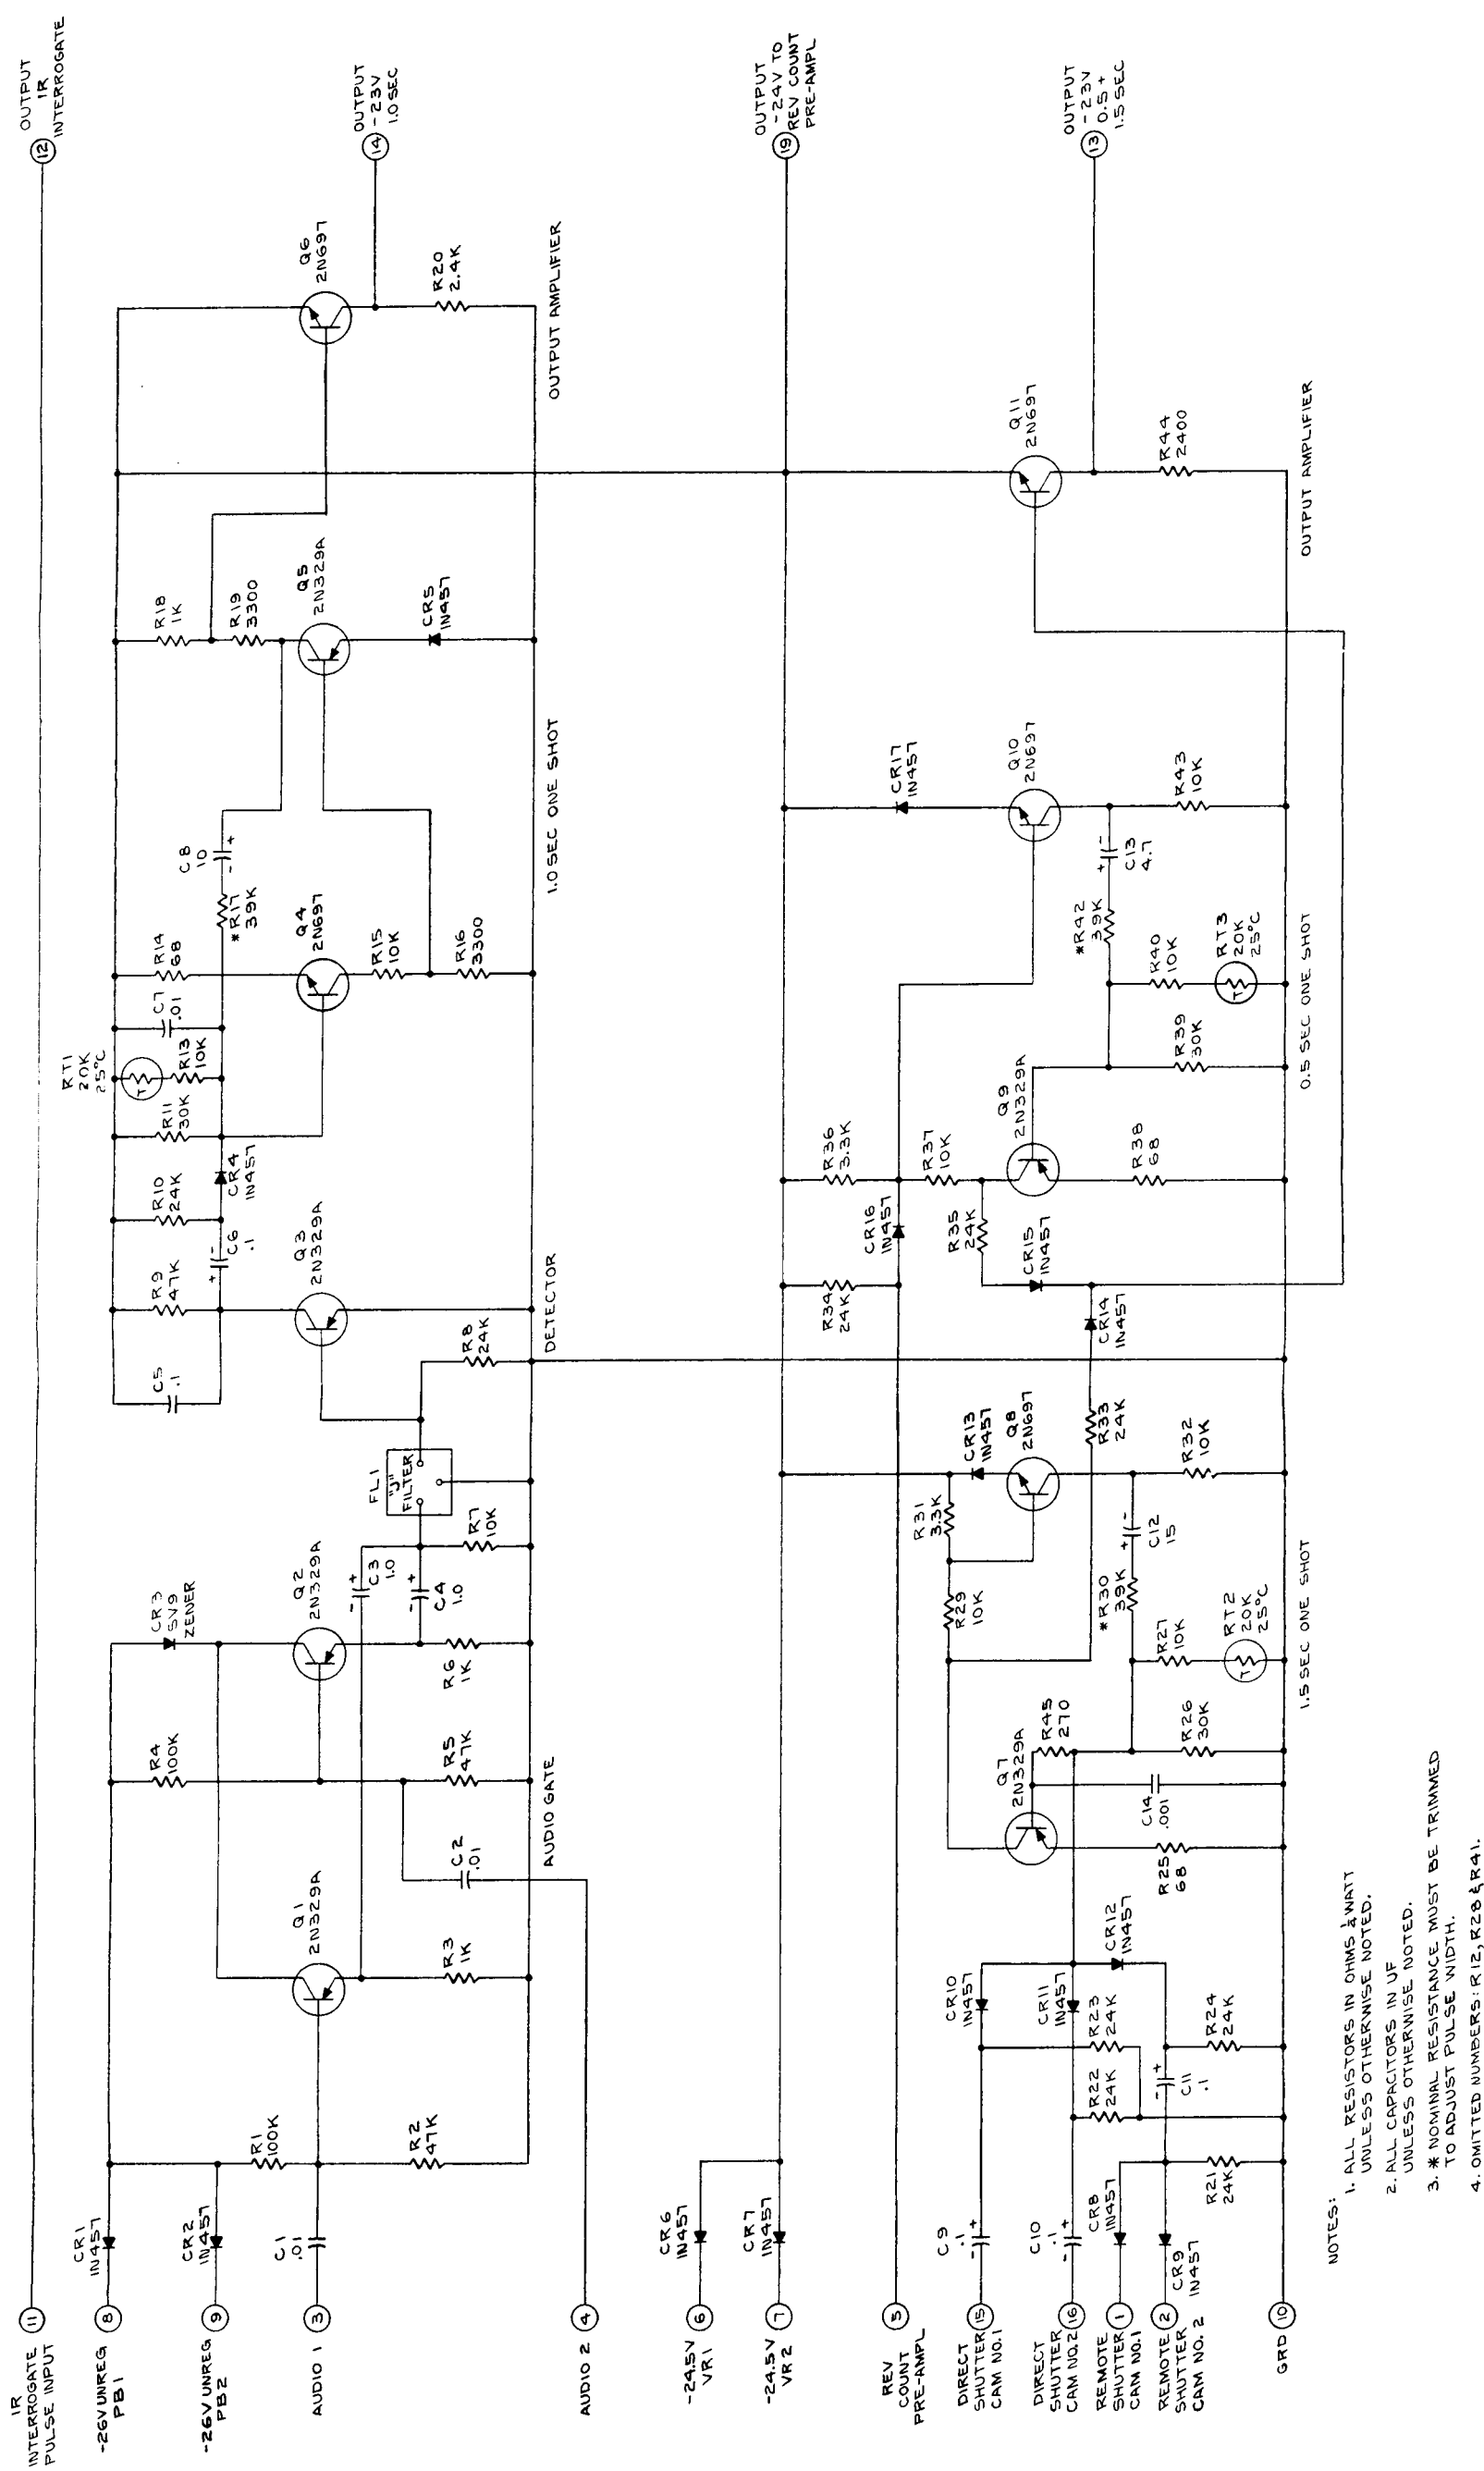 IR
INTERROGATE
PULSE INPUT
11
12
OUTPUT
IR
INTERROGATE
-26V UNREG
PB1
8
CR1
1N457
-26V UNREG
PB2
9
CR2
1N457
AUDIO 1
3
C1
.01
R1
100K
R2
47K
Q1
2N329A
R3
1K
C2
.01
AUDIO 2
4
AUDIO GATE
R4
100K
R5
47K
CR3
SV9
ZENER
Q2
2N329A
R6
1K
C3
1.0
C4
1.0
R7
10K
FL1
"J"
FILTER
R8
24K
DETECTOR
C5
.1
R9
47K
Q3
2N329A
C6
.1
R10
24K
CR4
1N457
R11
30K
RT1
20K
25°C
T
R13
10K
C7
.01
R14
68
Q4
2N697
*R17
39K
C8
10
R15
10K
R16
3300
1.0 SEC ONE SHOT
R18
1K
R19
3300
Q5
2N329A
CR5
1N457
Q6
2N697
R20
2.4K
OUTPUT AMPLIFIER
14
OUTPUT
-23V
1.0 SEC
-24.5V
VR1
6
CR6
1N457
-24.5V
VR2
7
CR7
1N457
19
OUTPUT
-24V TO
REV COUNT
PRE-AMPL
REV
COUNT
PRE-AMPL
5
DIRECT
SHUTTER
CAM NO.1
15
C9
.1
DIRECT
SHUTTER
CAM NO.2
16
C10
.1
REMOTE
SHUTTER
CAM NO.1
1
CR8
1N457
REMOTE
SHUTTER
CAM NO. 2
2
CR9
1N457
GRD
10
R21
24K
R22
24K
R23
24K
C11
.1
R24
24K
CR10
1N457
CR11
1N457
CR12
1N457
Q7
2N329A
R25
68
C14
.001
R45
270
R26
30K
R27
10K
RT2
20K
25°C
T
1.5 SEC ONE SHOT
R29
10K
*R30
39K
R31
3.3K
C12
15
CR13
1N457
Q8
2N697
R32
10K
R33
24K
CR14
1N457
R34
24K
CR16
1N457
CR15
1N457
R35
24K
R36
3.3K
R37
10K
Q9
2N329A
R38
68
R39
30K
R40
10K
RT3
20K
25°C
T
0.5 SEC ONE SHOT
*R42
39K
C13
4.7
CR17
1N457
Q10
2N697
R43
10K
Q11
2N697
R44
2400
OUTPUT AMPLIFIER
13
OUTPUT
-23V
0.5 +
1.5 SEC
NOTES:
1. ALL RESISTORS IN OHMS ¼ WATT
UNLESS OTHERWISE NOTED.
2. ALL CAPACITORS IN UF
UNLESS OTHERWISE NOTED.
3. * NOMINAL RESISTANCE MUST BE TRIMMED
TO ADJUST PULSE WIDTH.
4. OMITTED NUMBERS: R12, R28 & R41.